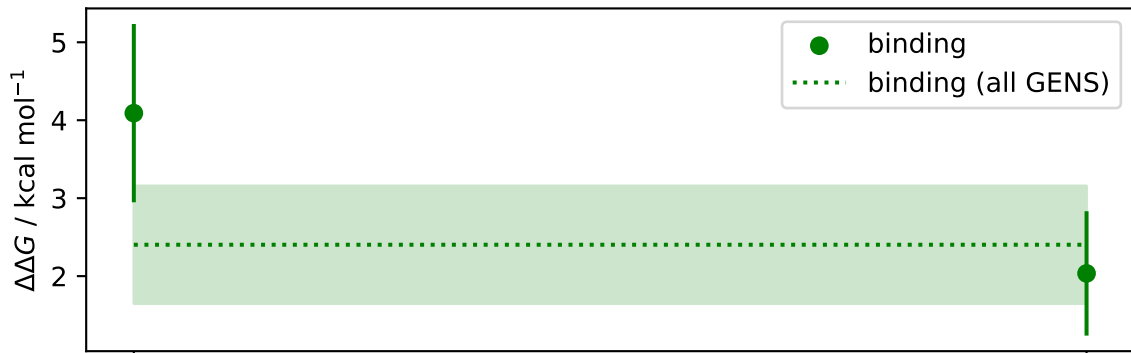 5
4
3
2
ΔΔG / kcal mol⁻¹
binding
binding (all GENS)